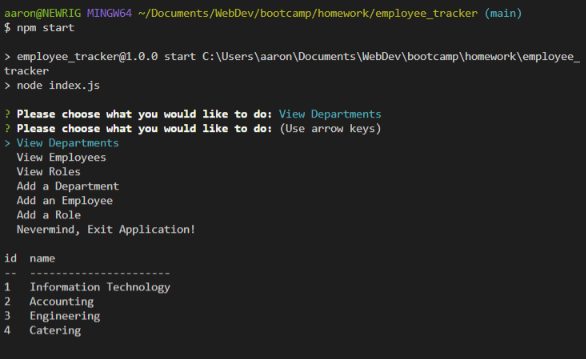 aaron@NEWRIG MINGW64 ~/Documents/WebDev/bootcamp/homework/employee_tracker (main)
$ npm start
> employee_tracker@1.0.0 start C:\Users\aaron\Documents\WebDev\bootcamp\homework\employee_
tracker
> node index.js
? Please choose what you would like to do: View Departments
? Please choose what you would like to do: (Use arrow keys)
> View Departments
View Employees
View Roles
Add a Department
Add an Employee
Add a Role
Nevermind, Exit Application!
id  name
--  ----------------------
1   Information Technology
2   Accounting
3   Engineering
4   Catering